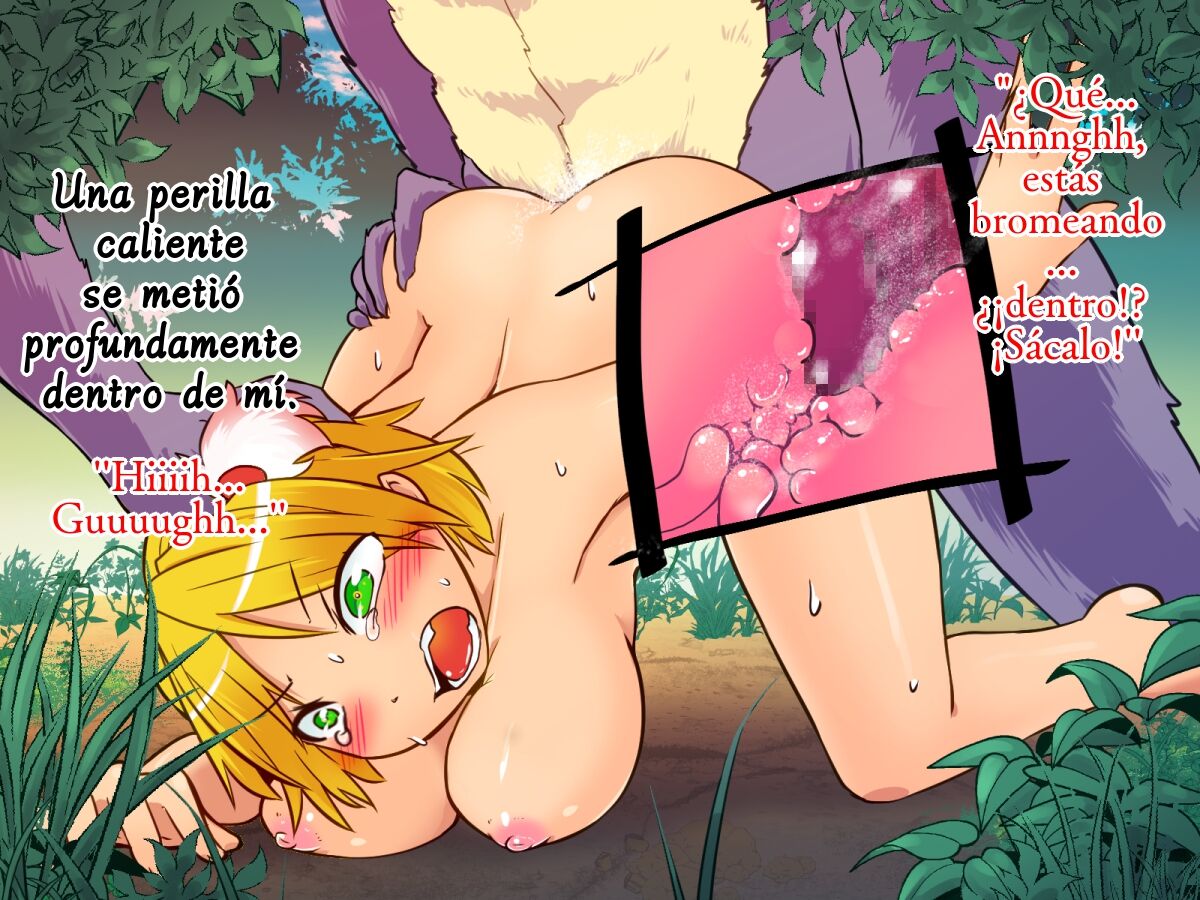 Una perilla
caliente
se metió
profundamente
dentro de mí.
"Hiiiih...
Guuuughh..."
"¿Qué...
Annnghh,
estás
bromeando
...
¿¡dentro!?
¡Sácalo!"